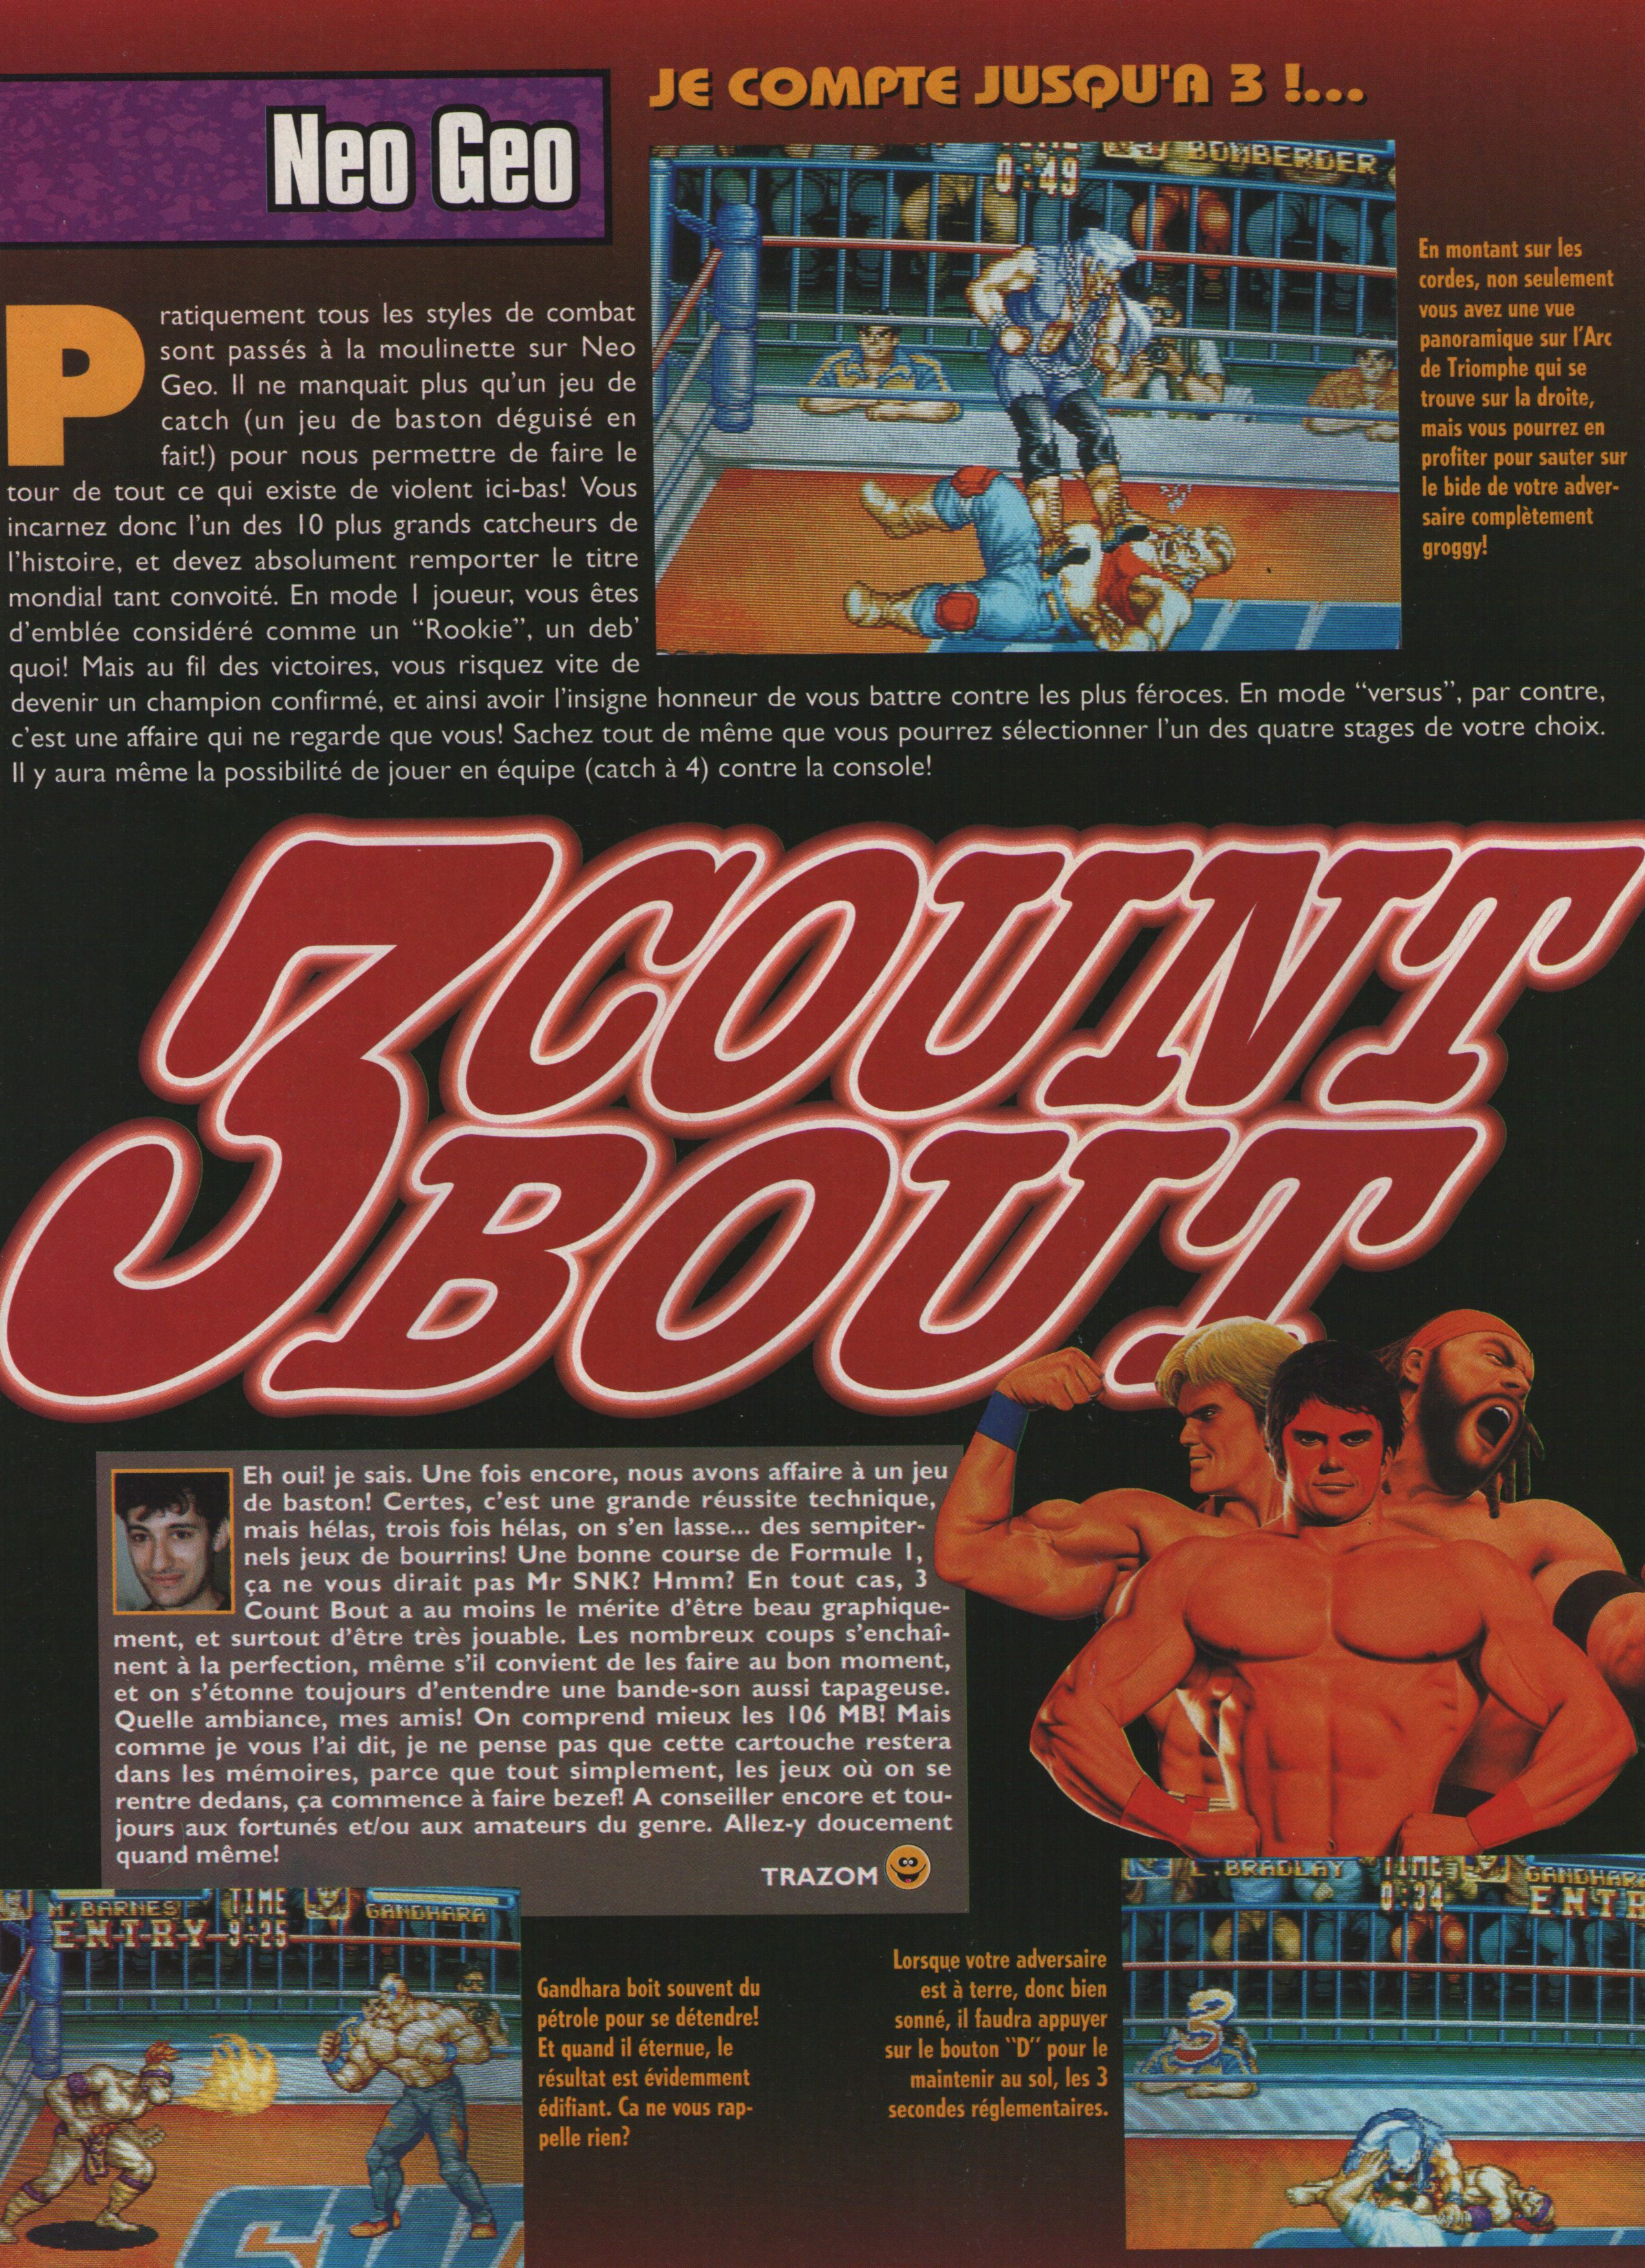 Neo Geo
JE COMPTE JUSQU'A 3 !...
BOMBERDER
0:49
En montant sur les
cordes, non seulement
vous avez une vue
panoramique sur l'Arc
de Triomphe qui se
trouve sur la droite,
mais vous pourrez en
profiter pour sauter sur
le bide de votre adver-
saire complètement
groggy!
Pratiquement tous les styles de combat
sont passés à la moulinette sur Neo
Geo. Il ne manquait plus qu'un jeu de
catch (un jeu de baston déguisé en
fait!) pour nous permettre de faire le
tour de tout ce qui existe de violent ici-bas! Vous
incarnez donc l'un des 10 plus grands catcheurs de
l'histoire, et devez absolument remporter le titre
mondial tant convoité. En mode 1 joueur, vous êtes
d'emblée considéré comme un "Rookie", un deb'
quoi! Mais au fil des victoires, vous risquez vite de
devenir un champion confirmé, et ainsi avoir l'insigne honneur de vous battre contre les plus féroces. En mode "versus", par contre,
c'est une affaire qui ne regarde que vous! Sachez tout de même que vous pourrez sélectionner l'un des quatre stages de votre choix.
Il y aura même la possibilité de jouer en équipe (catch à 4) contre la console!
3 COUNT
BOUT
Eh oui! je sais. Une fois encore, nous avons affaire à un jeu
de baston! Certes, c'est une grande réussite technique,
mais hélas, trois fois hélas, on s'en lasse... des sempiter-
nels jeux de bourrins! Une bonne course de Formule 1,
ça ne vous dirait pas Mr SNK? Hmm? En tout cas, 3
Count Bout a au moins le mérite d'être beau graphique-
ment, et surtout d'être très jouable. Les nombreux coups s'enchaî-
nent à la perfection, même s'il convient de les faire au bon moment,
et on s'étonne toujours d'entendre une bande-son aussi tapageuse.
Quelle ambiance, mes amis! On comprend mieux les 106 MB! Mais
comme je vous l'ai dit, je ne pense pas que cette cartouche restera
dans les mémoires, parce que tout simplement, les jeux où on se
rentre dedans, ça commence à faire bezef! A conseiller encore et tou-
jours aux fortunés et/ou aux amateurs du genre. Allez-y doucement
quand même!
TRAZOM
M.BARNES TIME GANDHARA
ENTRY 9:25
Gandhara boit souvent du
pétrole pour se détendre!
Et quand il éternue, le
résultat est évidemment
édifiant. Ca ne vous rap-
pelle rien?
Lorsque votre adversaire
est à terre, donc bien
sonné, il faudra appuyer
sur le bouton "D" pour le
maintenir au sol, les 3
secondes réglementaires.
L.BRADLAY TIME GANDHAR
0:34 ENTR
3